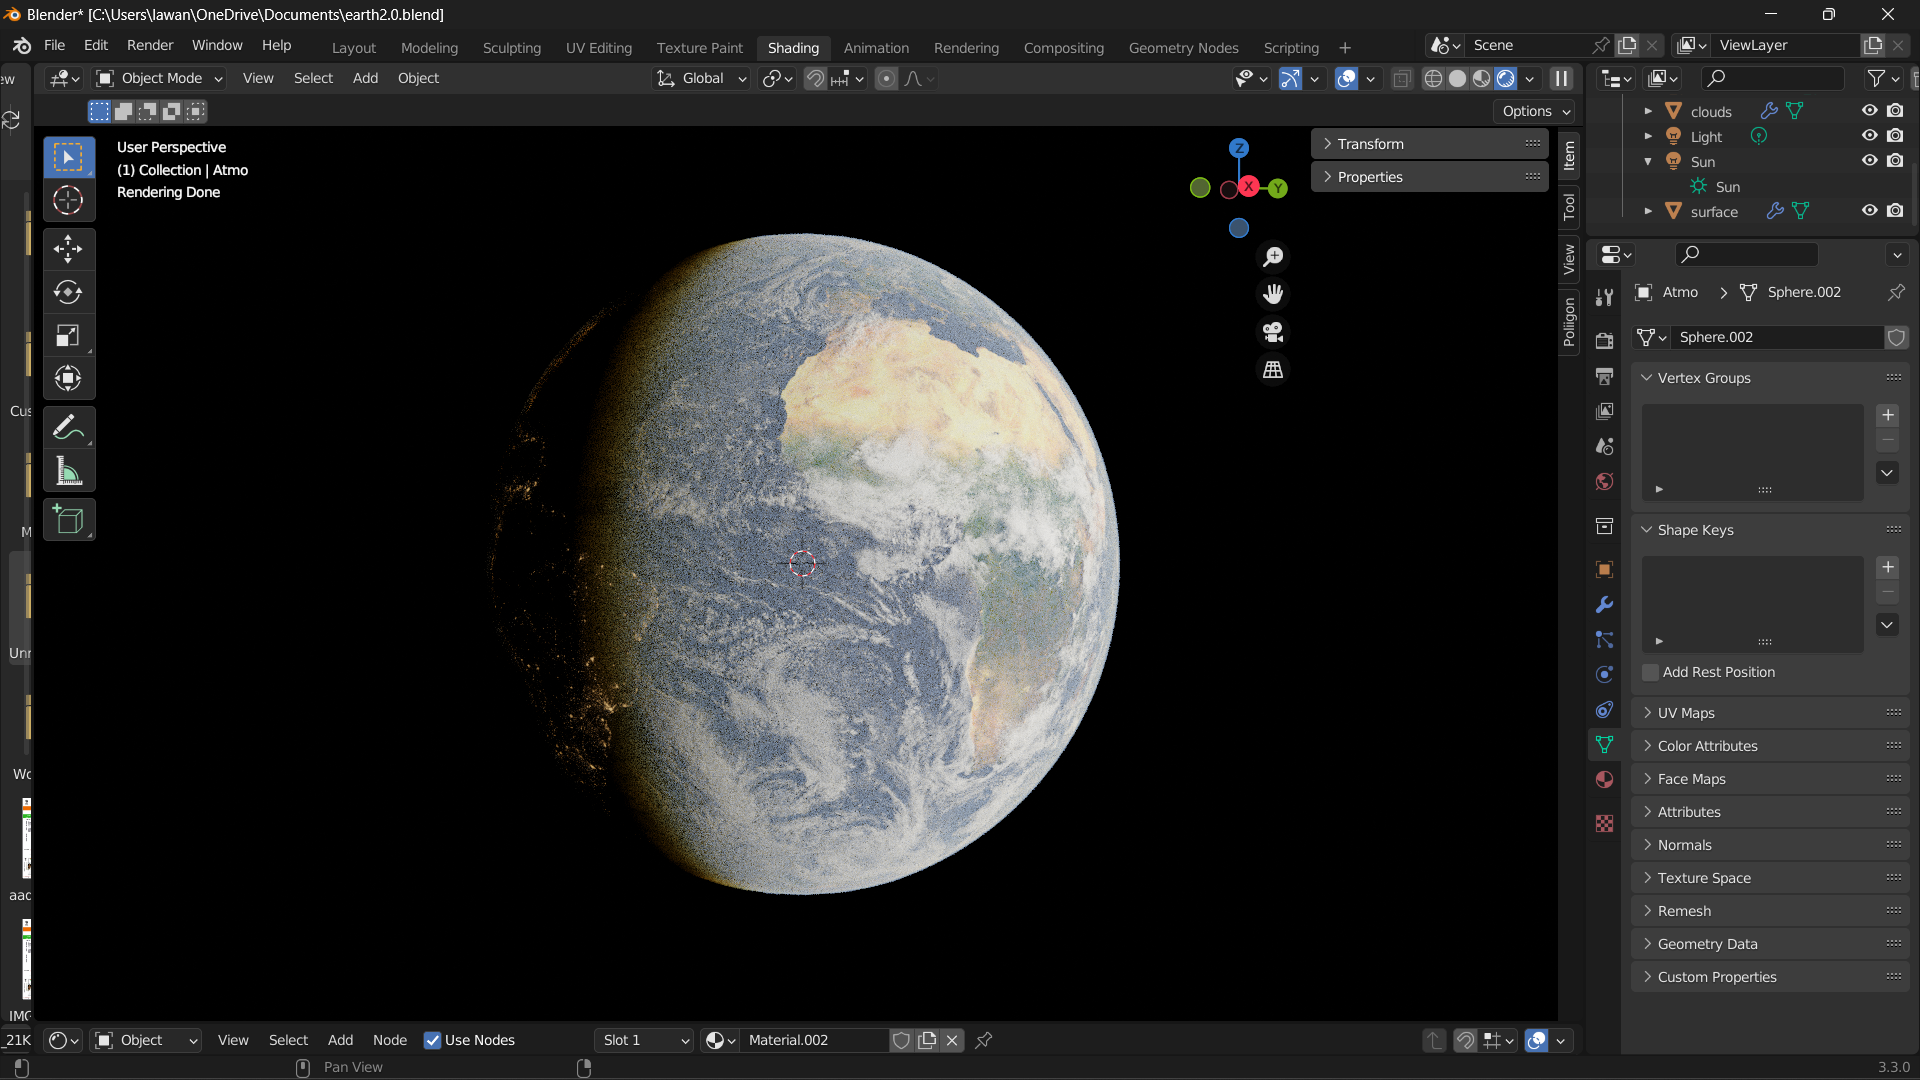 Blender* [C:\Users\lawan\OneDrive\Documents\earth2.0.blend]
File Edit Render Window Help Layout Modeling Sculpting UV Editing Texture Paint Shading Animation Rendering Compositing Geometry Nodes Scripting + Scene ViewLayer
ew Object Mode View Select Add Object Global
Options
User Perspective
(1) Collection | Atmo
Rendering Done
Z
X
Y
Transform
Properties
Item
Tool
View
Poliigon
clouds
Light
Sun
Sun
surface
Atmo > Sphere.002
Sphere.002
Vertex Groups
Shape Keys
Add Rest Position
UV Maps
Color Attributes
Face Maps
Attributes
Normals
Texture Space
Remesh
Geometry Data
Custom Properties
Cus
M
Unr
Wo
aad
IMG
_21K Object View Select Add Node Use Nodes Slot 1 Material.002
Pan View 3.3.0